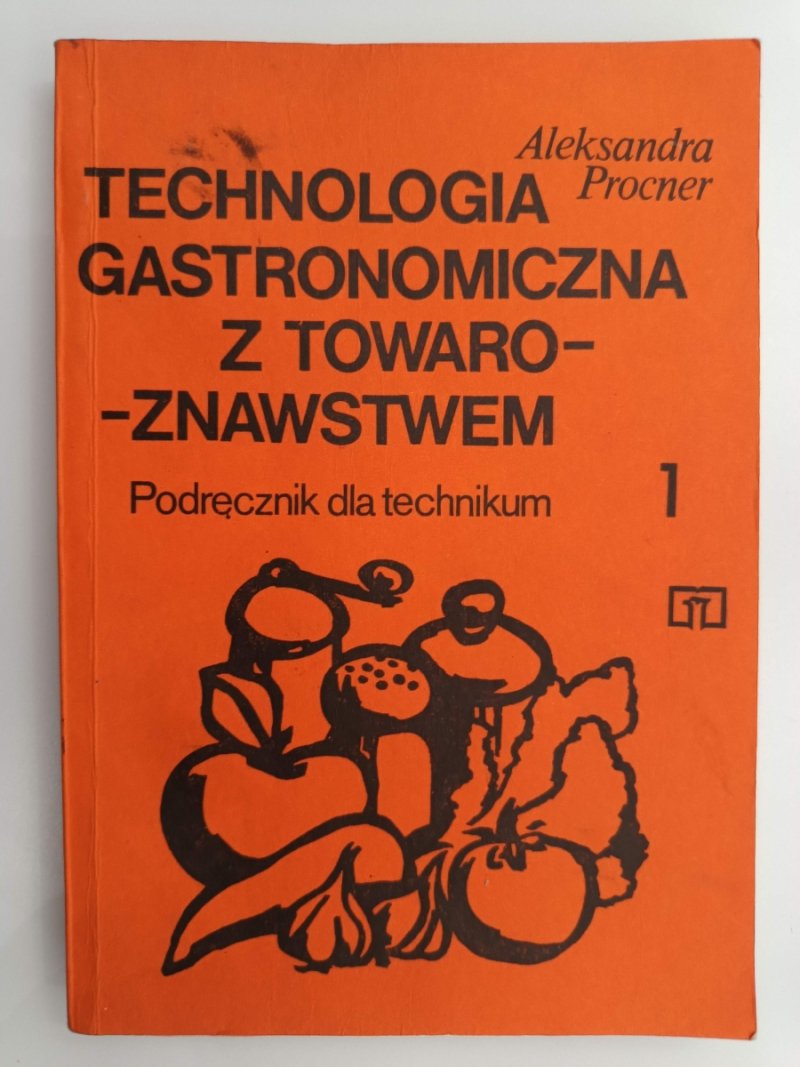 Aleksandra
Procner
TECHNOLOGIA
GASTRONOMICZNA
Z TOWARO-
-ZNAWSTWEM
Podręcznik dla technikum
1